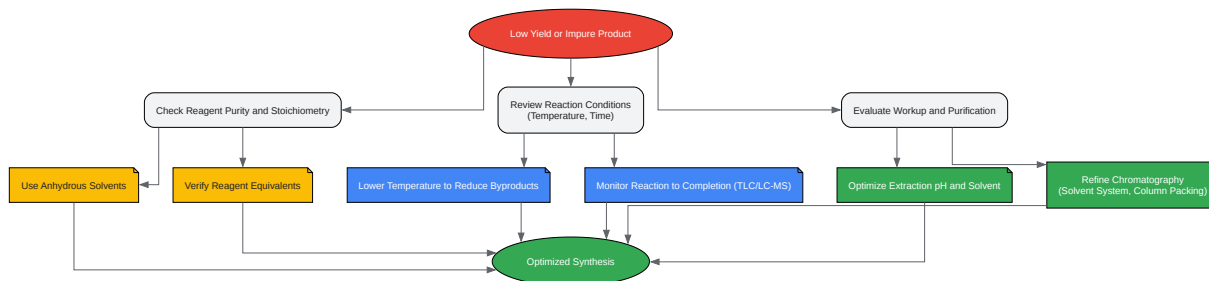 Low Yield or Impure Product
Check Reagent Purity and Stoichiometry
Review Reaction Conditions
(Temperature, Time)
Evaluate Workup and Purification
Use Anhydrous Solvents
Verify Reagent Equivalents
Lower Temperature to Reduce Byproducts
Monitor Reaction to Completion (TLC/LC-MS)
Optimize Extraction pH and Solvent
Refine Chromatography
(Solvent System, Column Packing)
Optimized Synthesis